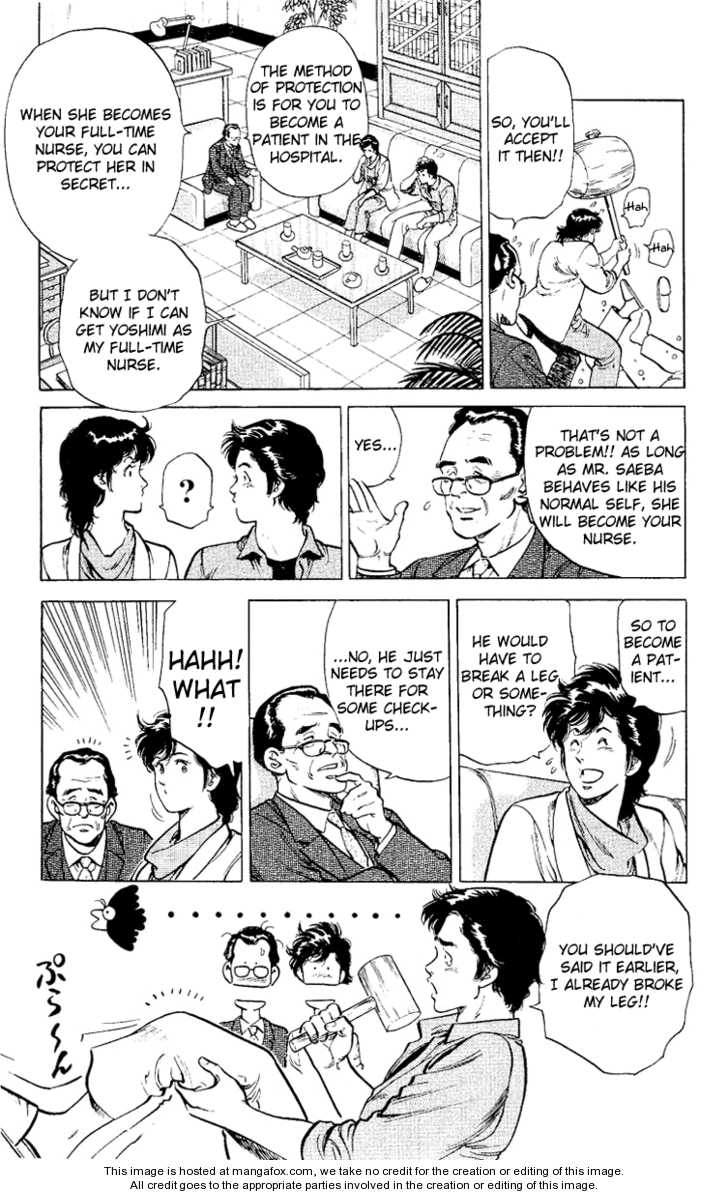 SO, YOU'LL
ACCEPT
IT THEN!!
Hah
Hah
THE METHOD
OF PROTECTION
IS FOR YOU TO
BECOME A
PATIENT IN THE
HOSPITAL.
WHEN SHE BECOMES
YOUR FULL-TIME
NURSE, YOU CAN
PROTECT HER IN
SECRET...
BUT I DON'T
KNOW IF I CAN
GET YOSHIMI AS
MY FULL-TIME
NURSE.
THAT'S NOT A
PROBLEM!! AS LONG
AS MR. SAEBA
BEHAVES LIKE HIS
NORMAL SELF, SHE
WILL BECOME YOUR
NURSE.
YES...
?
SO TO
BECOME
A PAT-
IENT...
HE WOULD
HAVE TO
BREAK A LEG
OR SOME-
THING?
...NO, HE JUST
NEEDS TO STAY
THERE FOR
SOME CHECK-
UPS...
HAHH!
WHAT
!!
YOU SHOULD'VE
SAID IT EARLIER,
I ALREADY BROKE
MY LEG!!
ぷら〜ん
This image is hosted at mangafox.com, we take no credit for the creation or editing of this image.
All credit goes to the appropriate parties involved in the creation or editing of this image.